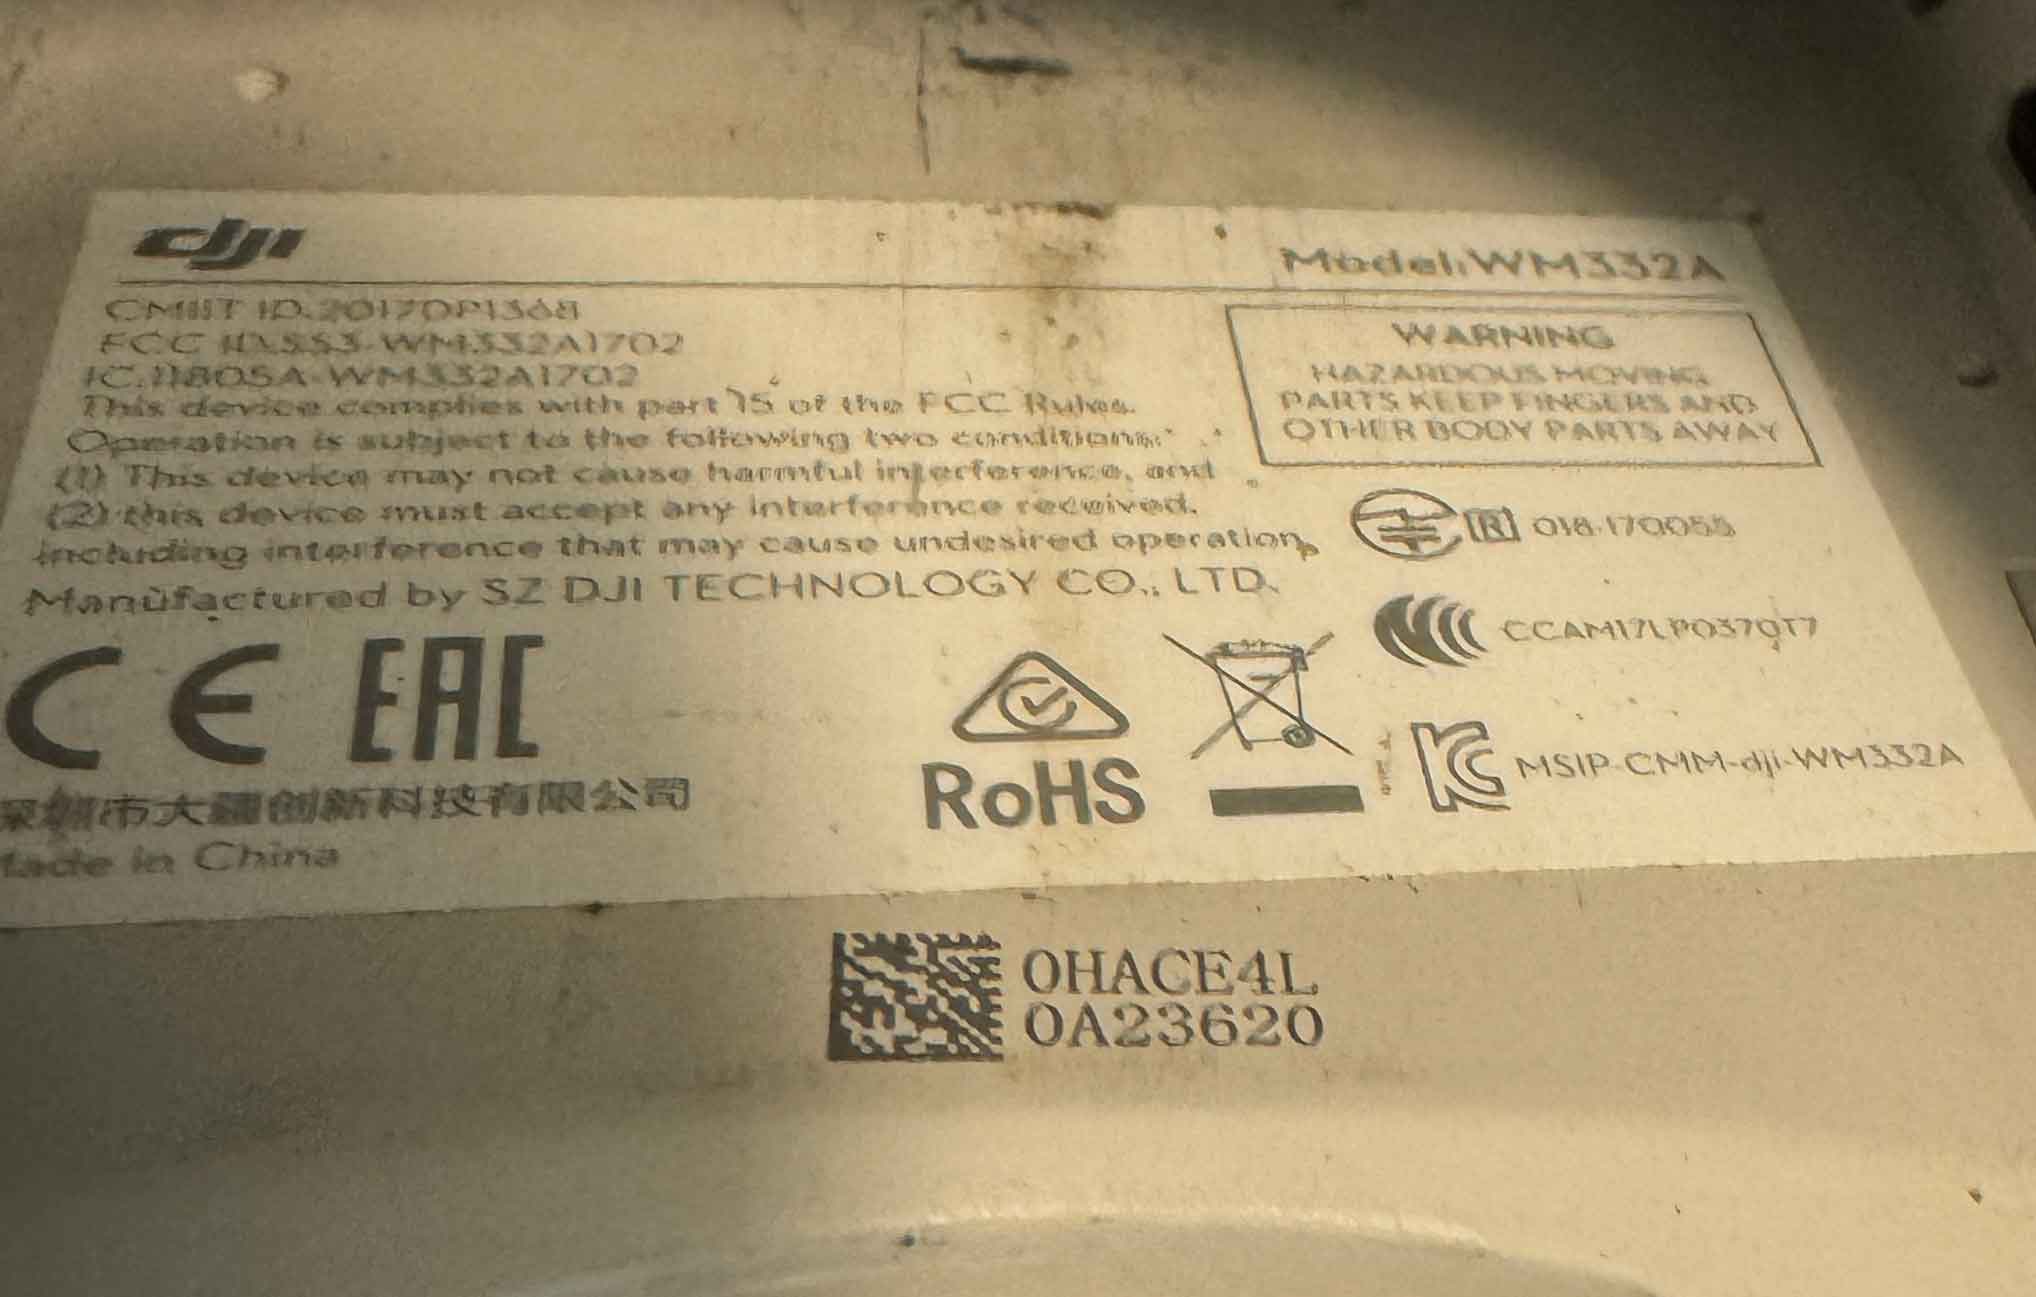 dji
Model:WM332A
CMIIT ID:2017DP1368
FCC ID:SS3-WM332A1702
IC:11805A-WM332A1702
This device complies with part 15 of the FCC Rules.
Operation is subject to the following two conditions:
(1) This device may not cause harmful interference, and
(2) this device must accept any interference received,
including interference that may cause undesired operation.
Manufactured by SZ DJI TECHNOLOGY CO., LTD.
WARNING
HAZARDOUS MOVING
PARTS KEEP FINGERS AND
OTHER BODY PARTS AWAY
R 018-170055
CCAM17LP0370T7
CE EAC
RoHS
KC MSIP-CMM-dji-WM332A
深圳市大疆创新科技有限公司
Made in China
0HACE4L
0A23620